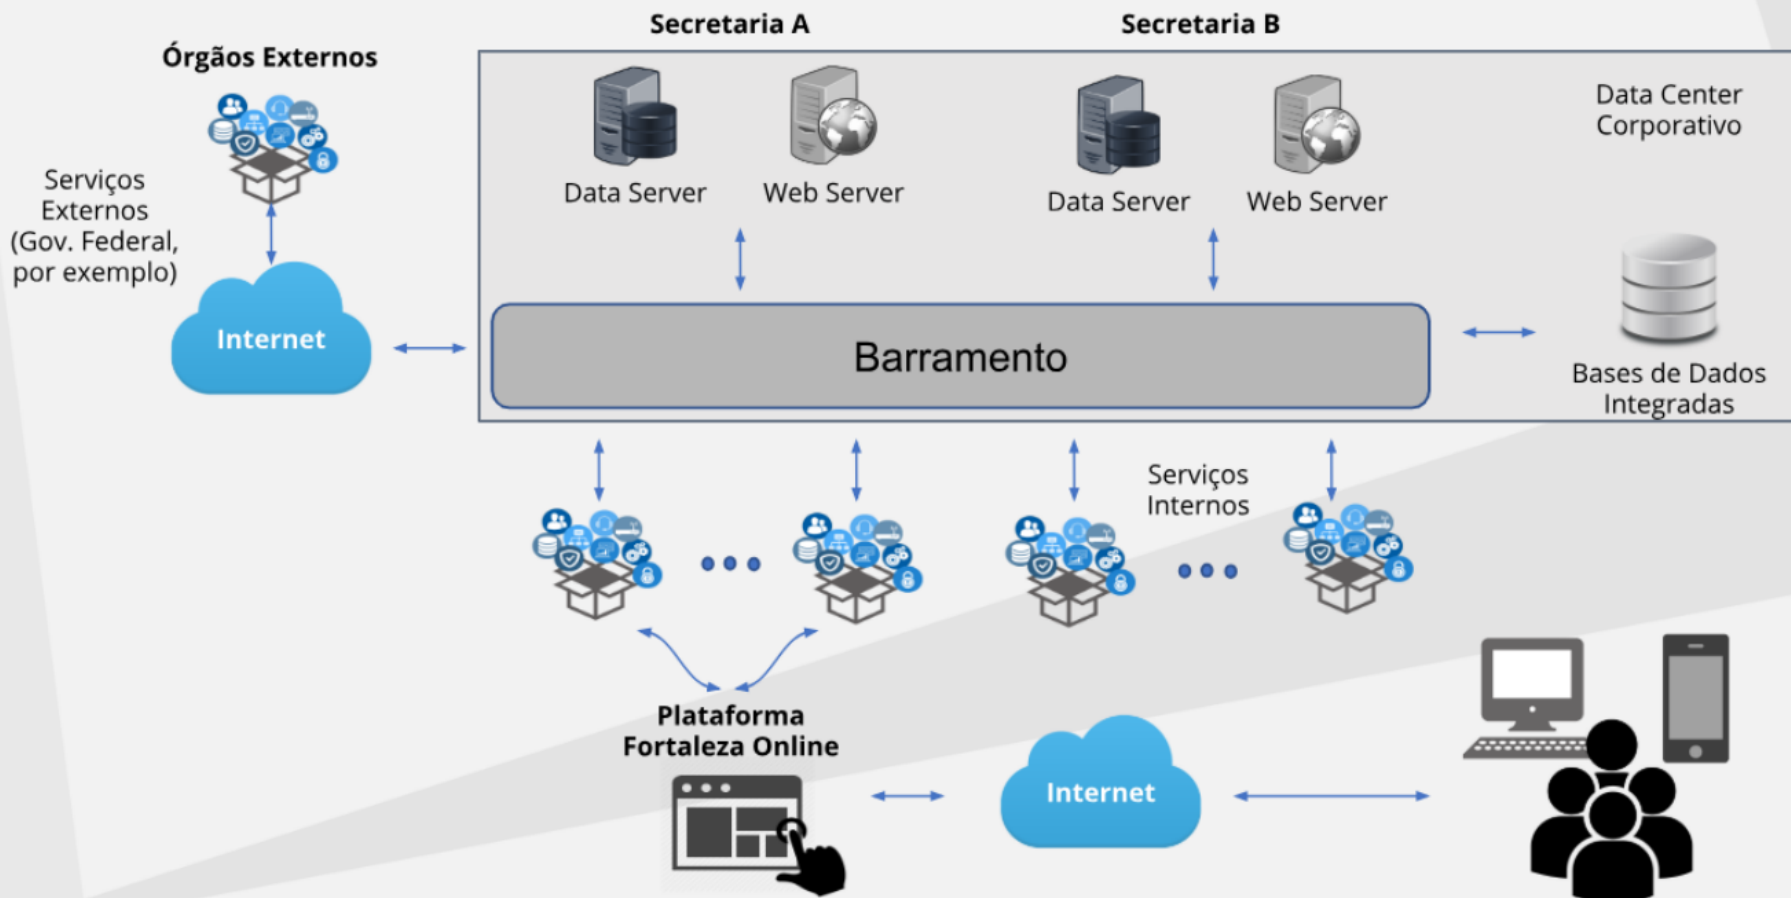 Secretaria A
Secretaria B
Órgãos Externos
Data Center
Corporativo
Serviços
Externos
(Gov. Federal,
por exemplo)
Data Server
Web Server
Data Server
Web Server
Internet
Barramento
Bases de Dados
Integradas
Serviços
Internos
Plataforma
Fortaleza Online
Internet